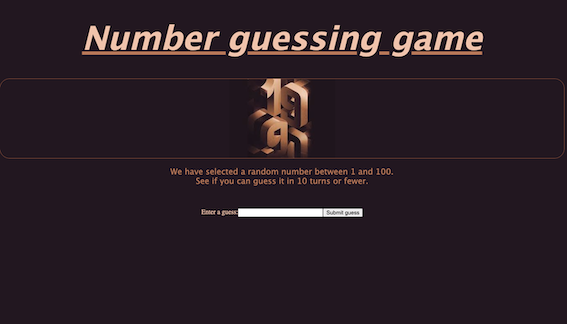 Number guessing game
We have selected a random number between 1 and 100.
See if you can guess it in 10 turns or fewer.
Enter a guess: Submit guess